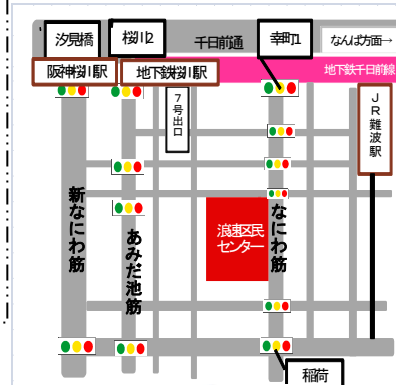 汐見橋
桜川2
千日前通
幸町1
なんば方面→
阪神桜川駅
地下鉄桜川駅
地下鉄千日前線
7号出口
JR難波駅
新なにわ筋
あみだ池筋
浪速区民
センター
なにわ筋
稲荷